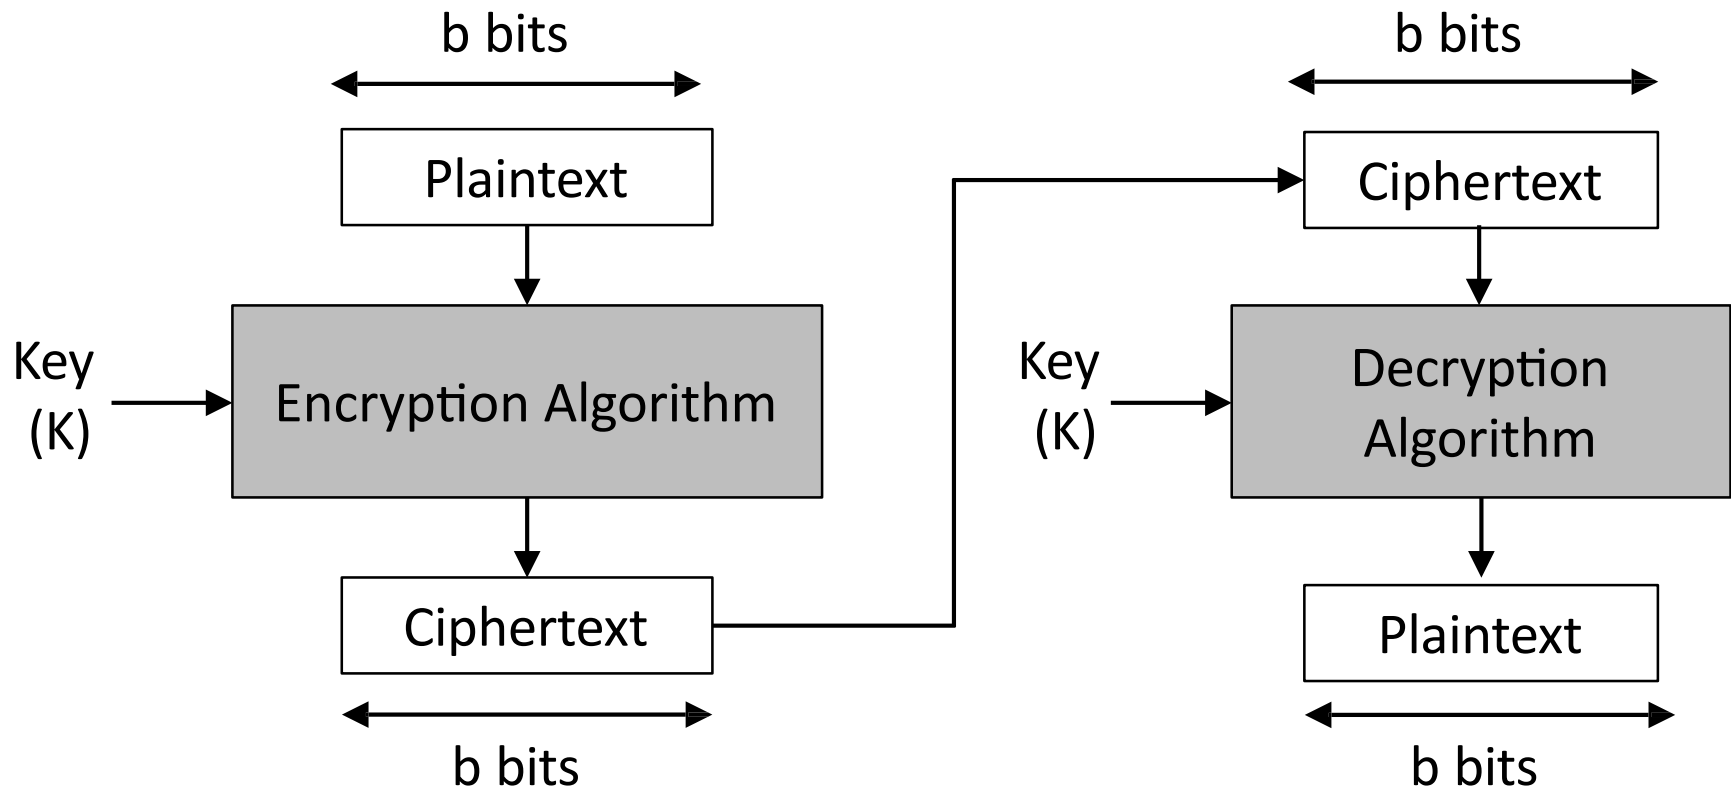 b bits
Plaintext
Key
(K)
Encryption Algorithm
Ciphertext
b bits
b bits
Ciphertext
Key
(K)
Decryption
Algorithm
Plaintext
b bits